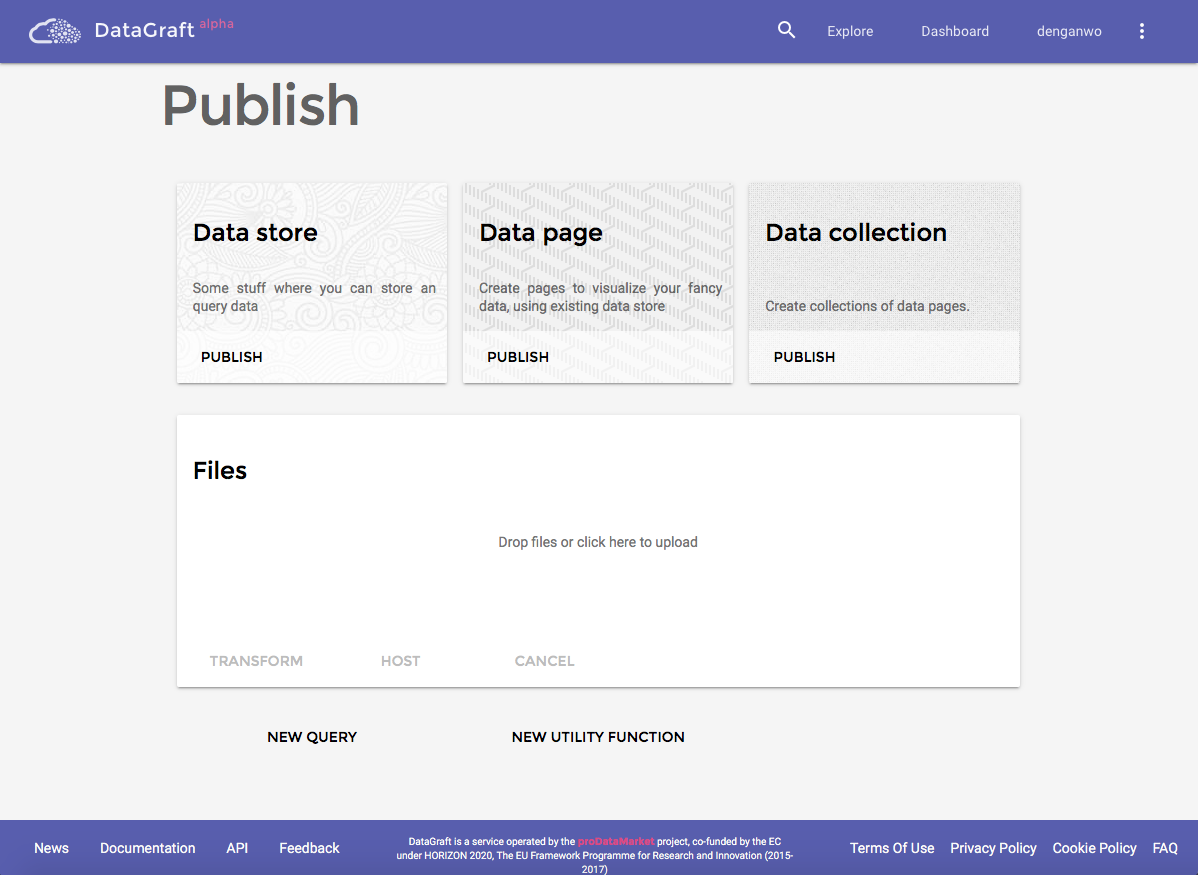 DataGraft alpha
Explore
Dashboard
denganwo
Publish
Data store
Some stuff where you can store an
query data
PUBLISH
Data page
Create pages to visualize your fancy
data, using existing data store
PUBLISH
Data collection
Create collections of data pages.
PUBLISH
Files
Drop files or click here to upload
TRANSFORM
HOST
CANCEL
NEW QUERY
NEW UTILITY FUNCTION
News
Documentation
API
Feedback
DataGraft is a service operated by the proDataMarket project, co-funded by the EC
under HORIZON 2020, The EU Framework Programme for Research and Innovation (2015-
2017)
Terms Of Use
Privacy Policy
Cookie Policy
FAQ